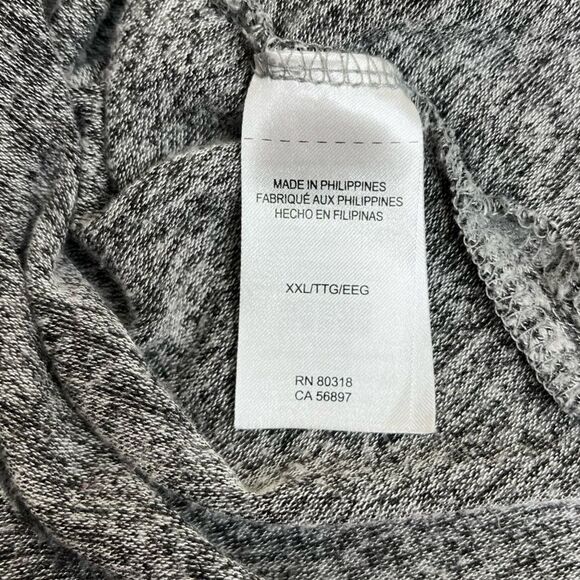 MADE IN PHILIPPINES
FABRIQUÉ AUX PHILIPPINES
HECHO EN FILIPINAS
XXL/TTG/EEG
RN 80318
CA 56897